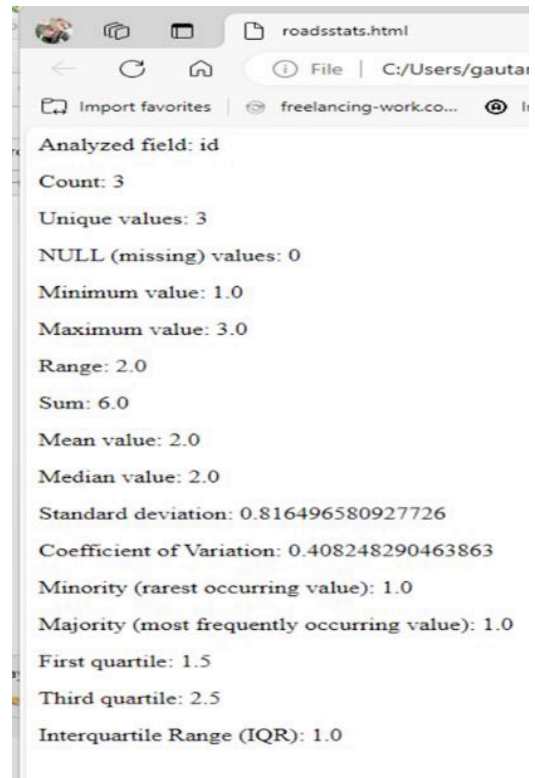 roadsstats.html
File | C:/Users/gautar
Import favorites freelancing-work.co...
Analyzed field: id
Count: 3
Unique values: 3
NULL (missing) values: 0
Minimum value: 1.0
Maximum value: 3.0
Range: 2.0
Sum: 6.0
Mean value: 2.0
Median value: 2.0
Standard deviation: 0.816496580927726
Coefficient of Variation: 0.408248290463863
Minority (rarest occurring value): 1.0
Majority (most frequently occurring value): 1.0
First quartile: 1.5
Third quartile: 2.5
Interquartile Range (IQR): 1.0